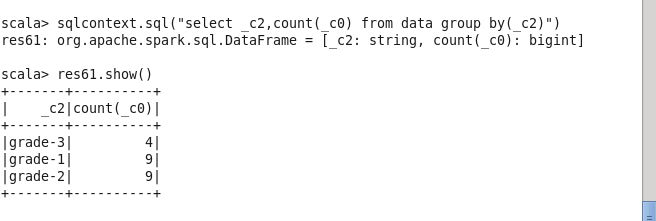 scala> sqlcontext.sql("select _c2,count(_c0) from data group by(_c2)")
res61: org.apache.spark.sql.DataFrame = [_c2: string, count(_c0): bigint]

scala> res61.show()
+-------+----------+
|    _c2|count(_c0)|
+-------+----------+
|grade-3|         4|
|grade-1|         9|
|grade-2|         9|
+-------+----------+